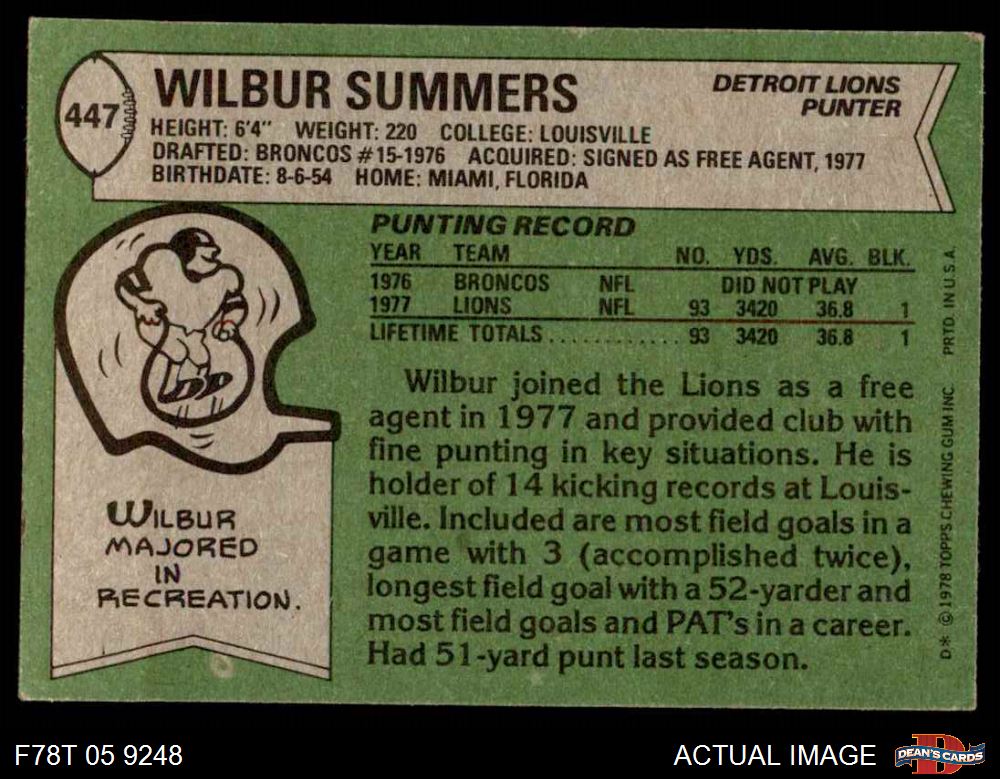 447
WILBUR SUMMERS
DETROIT LIONS
PUNTER
HEIGHT: 6'4" WEIGHT: 220 COLLEGE: LOUISVILLE
DRAFTED: BRONCOS #15-1976 ACQUIRED: SIGNED AS FREE AGENT, 1977
BIRTHDATE: 8-6-54 HOME: MIAMI, FLORIDA
PUNTING RECORD
YEAR TEAM NO. YDS. AVG. BLK.
1976 BRONCOS NFL DID NOT PLAY
1977 LIONS NFL 93 3420 36.8 1
LIFETIME TOTALS............ 93 3420 36.8 1
Wilbur joined the Lions as a free
agent in 1977 and provided club with
fine punting in key situations. He is
holder of 14 kicking records at Louis-
ville. Included are most field goals in a
game with 3 (accomplished twice),
longest field goal with a 52-yarder and
most field goals and PAT's in a career.
Had 51-yard punt last season.
WILBUR
MAJORED
IN
RECREATION.
D* © 1978 TOPPS CHEWING GUM INC. PRTD. IN U.S.A.
F78T 05 9248
ACTUAL IMAGE
D
DEAN'S CARDS